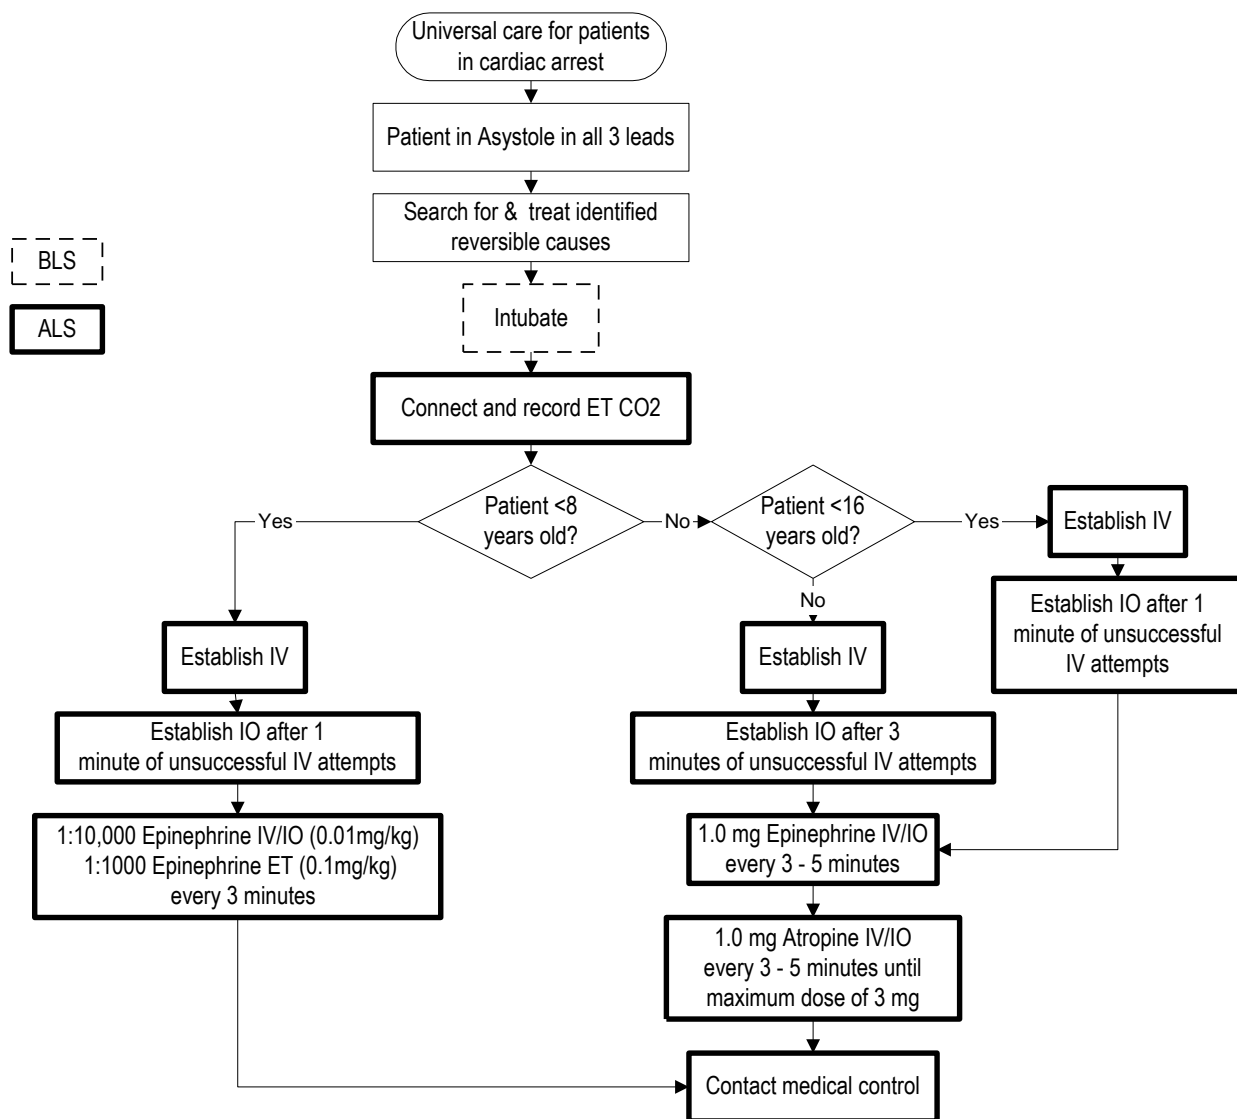 Universal care for patients
in cardiac arrest
Patient in Asystole in all 3 leads
Search for & treat identified
reversible causes
BLS
ALS
Intubate
Connect and record ET CO2
Patient <8
years old?
Yes
No
Patient <16
years old?
Yes
No
Establish IV
Establish IO after 1
minute of unsuccessful
IV attempts
Establish IV
Establish IV
Establish IO after 1
minute of unsuccessful IV attempts
Establish IO after 3
minutes of unsuccessful IV attempts
1:10,000 Epinephrine IV/IO (0.01mg/kg)
1:1000 Epinephrine ET (0.1mg/kg)
every 3 minutes
1.0 mg Epinephrine IV/IO
every 3 - 5 minutes
1.0 mg Atropine IV/IO
every 3 - 5 minutes until
maximum dose of 3 mg
Contact medical control